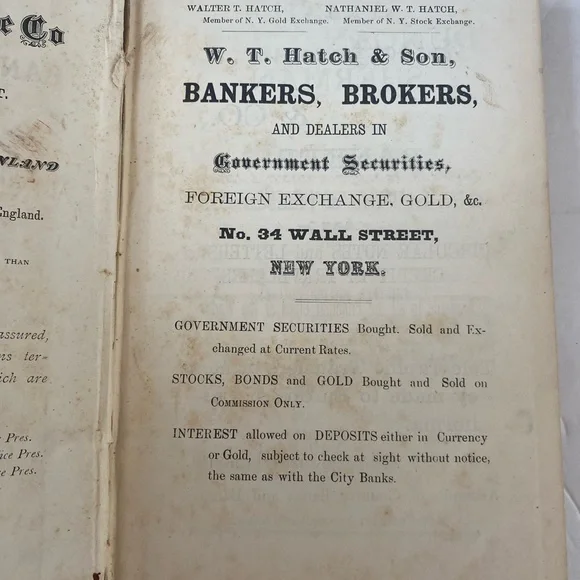 e Co
AN
T.
NLAND
England.
THAN
assured,
ns ter-
ich are
Pres.
ice Pres.
e Pres.
WALTER T. HATCH, NATHANIEL W. T. HATCH,
Member of N. Y. Gold Exchange. Member of N. Y. Stock Exchange.
W. T. Hatch & Son,
BANKERS, BROKERS,
AND DEALERS IN
Government Securities,
FOREIGN EXCHANGE, GOLD, &c.
No. 34 WALL STREET,
NEW YORK.
GOVERNMENT SECURITIES Bought. Sold and Ex-
changed at Current Rates.
STOCKS, BONDS and GOLD Bought and Sold on
COMMISSION ONLY.
INTEREST allowed on DEPOSITS either in Currency
or Gold, subject to check at sight without notice,
the same as with the City Banks.